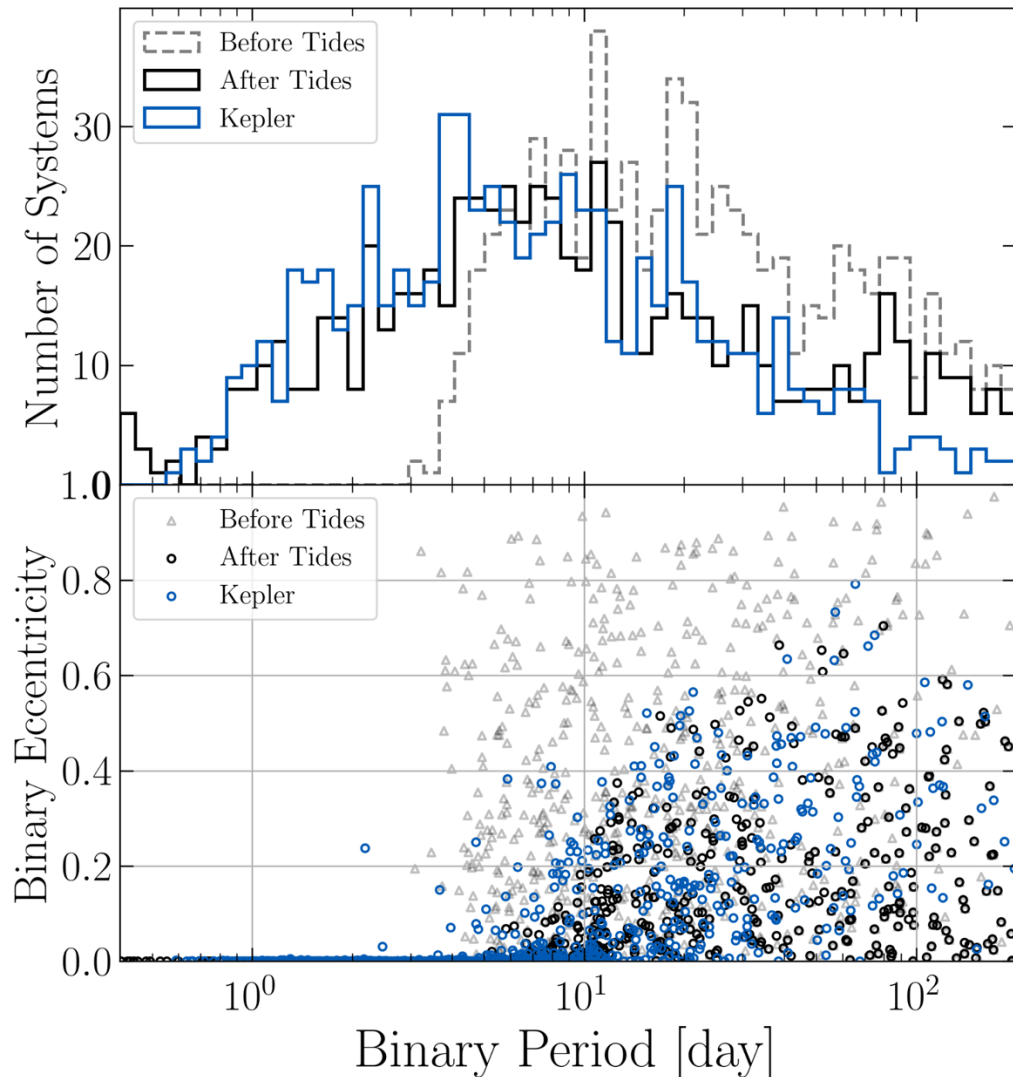 Before Tides
After Tides
Kepler
30
20
10
0
Number of Systems
Before Tides
After Tides
Kepler
1.0
0.8
0.6
0.4
0.2
0.0
Binary Eccentricity
10^0 10^1 10^2
Binary Period [day]